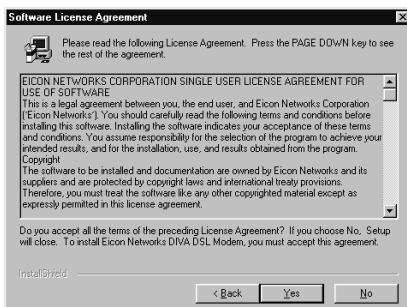 Software License Agreement
Please read the following License Agreement. Press the PAGE DOWN key to see
the rest of the agreement.
EICON NETWORKS CORPORATION SINGLE USER LICENSE AGREEMENT FOR
USE OF SOFTWARE
This is a legal agreement between you, the end user, and Eicon Networks Corporation
('Eicon Networks'). You should carefully read the following terms and conditions before
installing this software. Installing the software indicates your acceptance of these terms
and conditions. You assume responsibility for the selection of the program to achieve your
intended results, and for the installation, use, and results obtained from the program.
Copyright
The software to be installed and documentation are owned by Eicon Networks and its
suppliers and are protected by copyright laws and international treaty provisions.
Therefore, you must treat the software like any other copyrighted material except as
expressly permitted in this license agreement.
Do you accept all the terms of the preceding License Agreement? If you choose No, Setup
will close. To install Eicon Networks DIVA DSL Modem, you must accept this agreement.
InstallShield
< Back
Yes
No